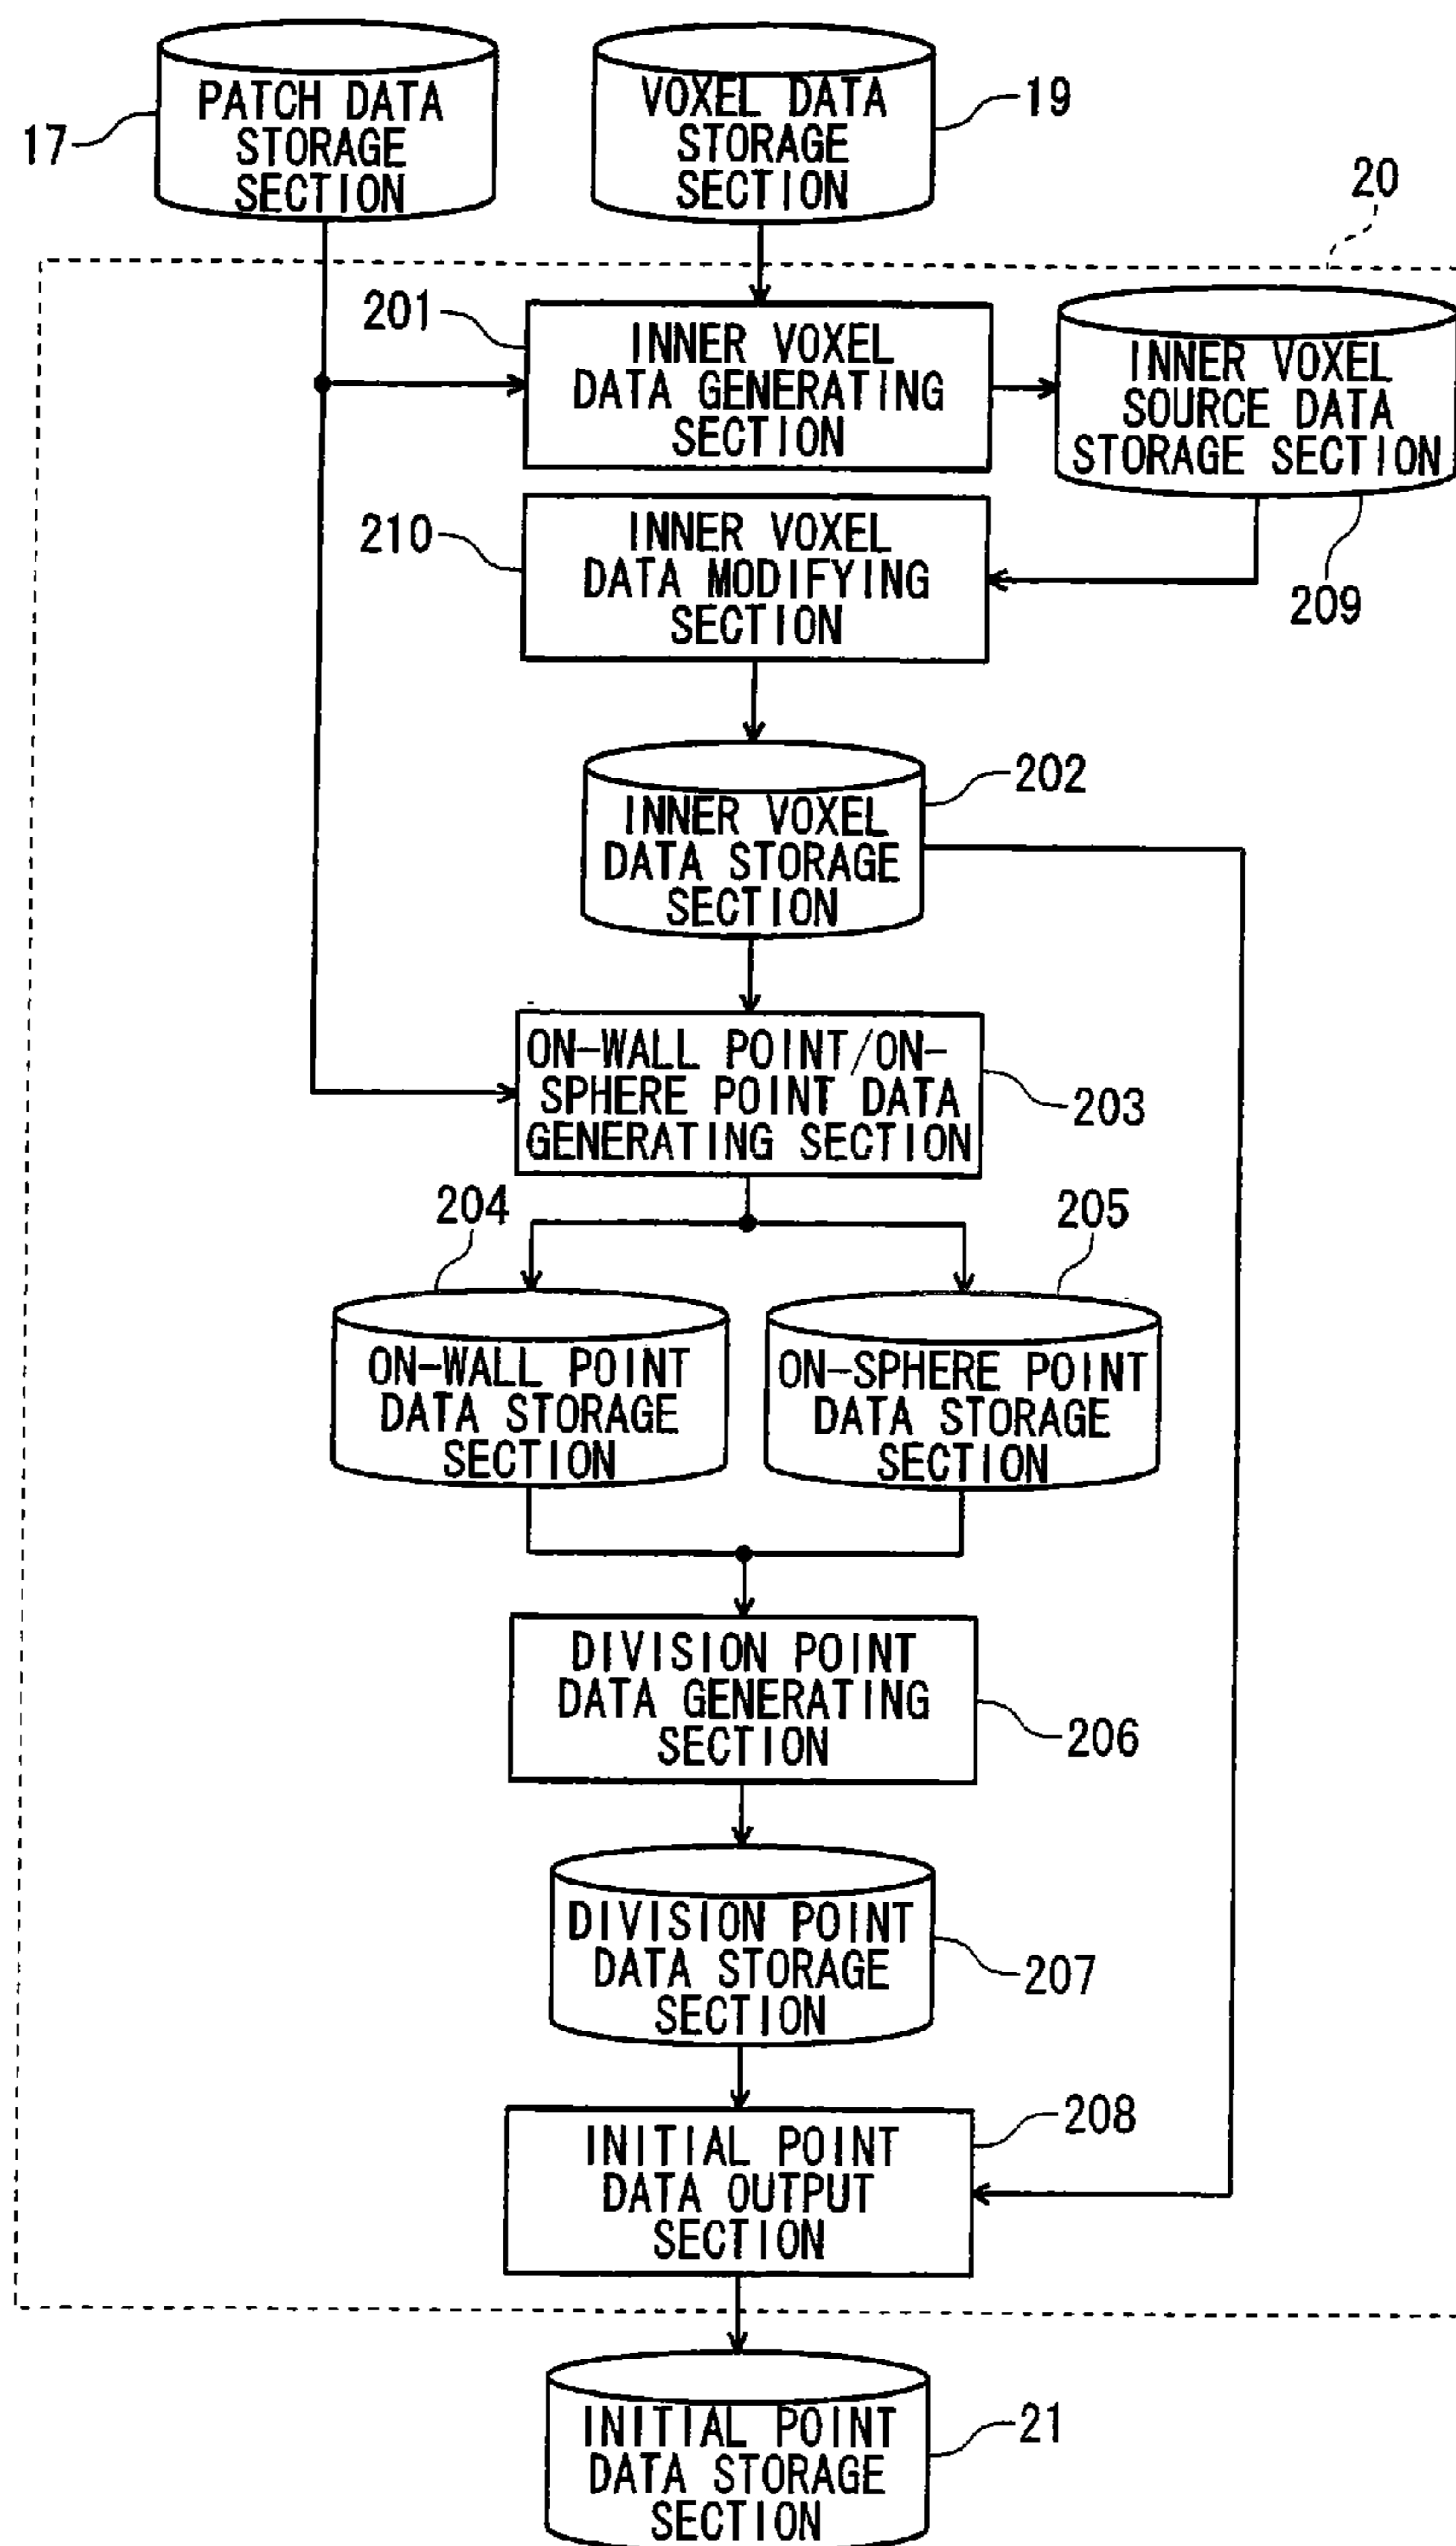 PATCH DATA
STORAGE
SECTION
17
VOXEL DATA
STORAGE
SECTION
19
20
201
INNER VOXEL
DATA GENERATING
SECTION
INNER VOXEL
SOURCE DATA
STORAGE SECTION
209
210
INNER VOXEL
DATA MODIFYING
SECTION
202
INNER VOXEL
DATA STORAGE
SECTION
ON-WALL POINT/ON-
SPHERE POINT DATA
GENERATING SECTION
203
204
205
ON-WALL POINT
DATA STORAGE
SECTION
ON-SPHERE POINT
DATA STORAGE
SECTION
DIVISION POINT
DATA GENERATING
SECTION
206
DIVISION POINT
DATA STORAGE
SECTION
207
208
INITIAL POINT
DATA OUTPUT
SECTION
21
INITIAL POINT
DATA STORAGE
SECTION